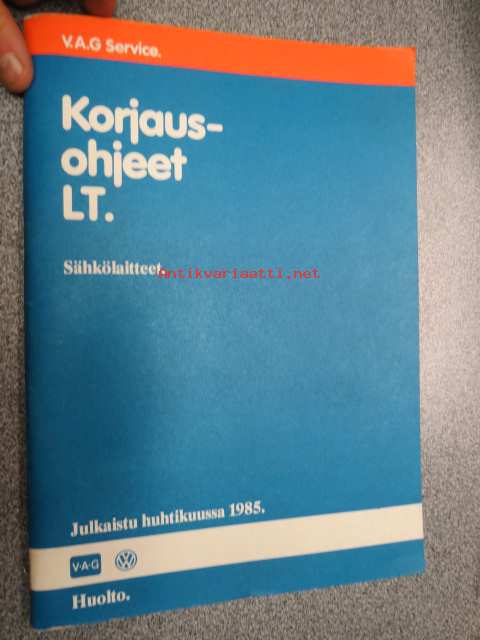 V.A.G Service.
Korjaus-
ohjeet
LT.
Sähkölaitteet.
Antikvariaatti.net
Julkaistu huhtikuussa 1985.
V·A·G
Huolto.